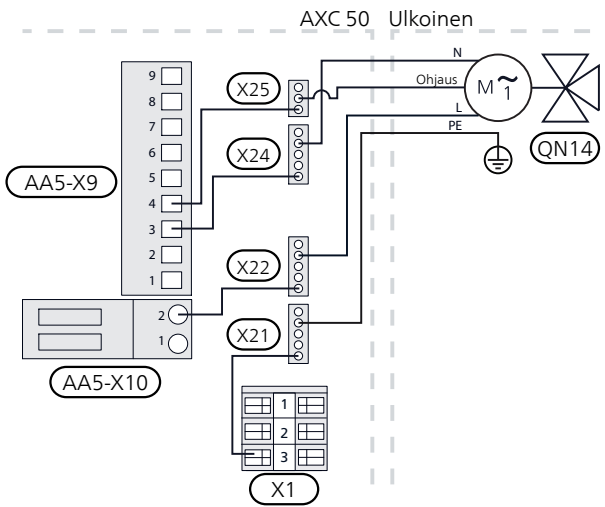 AXC 50 Ulkoinen
N
Ohjaus
L
PE
M ~ 1
QN14
X25
X24
X22
X21
AA5-X9
9
8
7
6
5
4
3
2
1
2
1
AA5-X10
1
2
3
X1